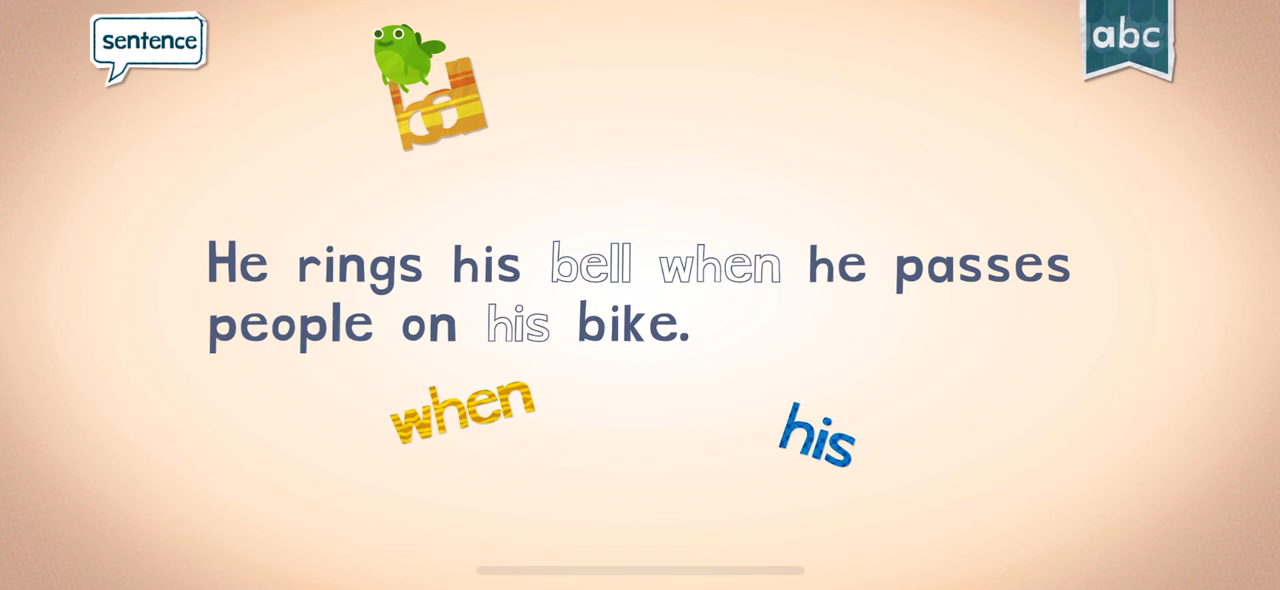 sentence
abc
He rings his bell when he passes
people on his bike.
when
his